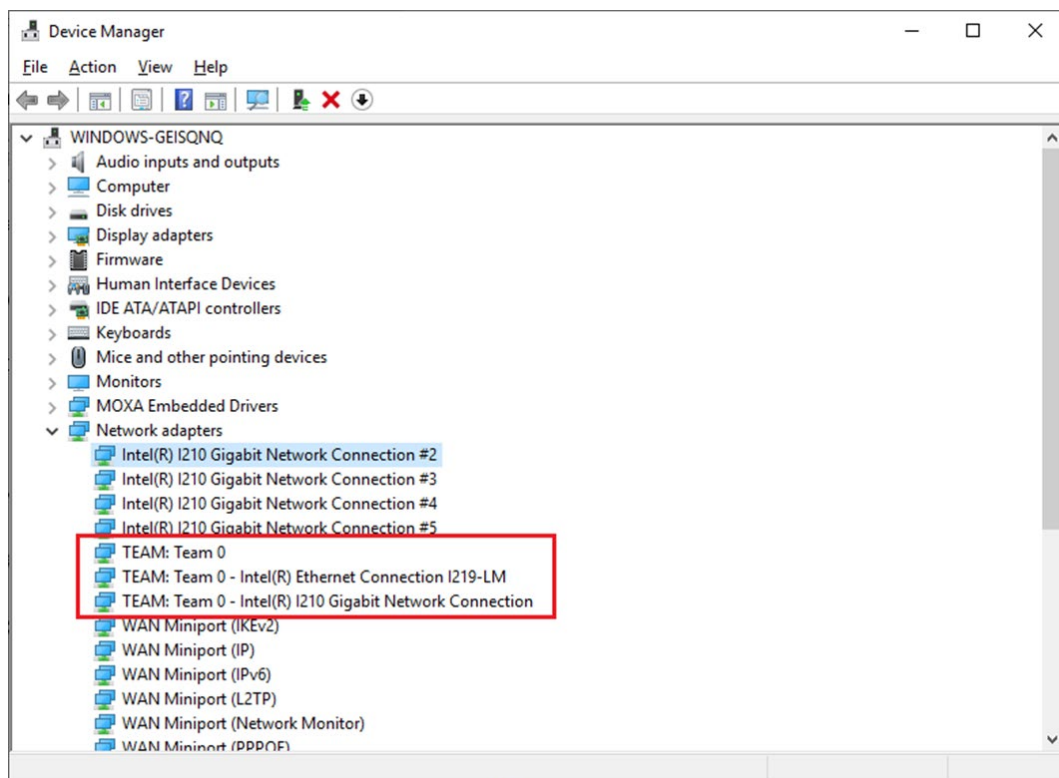 Device Manager
File Action View Help
WINDOWS-GEISQNQ
Audio inputs and outputs
Computer
Disk drives
Display adapters
Firmware
Human Interface Devices
IDE ATA/ATAPI controllers
Keyboards
Mice and other pointing devices
Monitors
MOXA Embedded Drivers
Network adapters
Intel(R) I210 Gigabit Network Connection #2
Intel(R) I210 Gigabit Network Connection #3
Intel(R) I210 Gigabit Network Connection #4
Intel(R) I210 Gigabit Network Connection #5
TEAM: Team 0
TEAM: Team 0 - Intel(R) Ethernet Connection I219-LM
TEAM: Team 0 - Intel(R) I210 Gigabit Network Connection
WAN Miniport (IKEv2)
WAN Miniport (IP)
WAN Miniport (IPv6)
WAN Miniport (L2TP)
WAN Miniport (Network Monitor)
WAN Miniport (PPPOE)